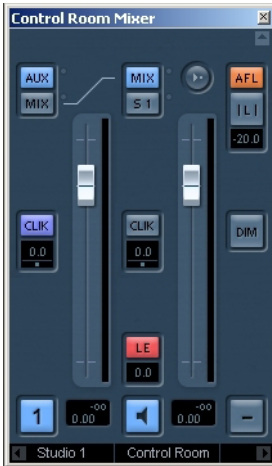 Control Room Mixer
AUX MIX AFL
MIX S 1 |L|
-20.0
CLIK CLIK DIM
0.0 0.0
LE
0.0
1 -oo -oo –
0.00 0.00
Studio 1 Control Room